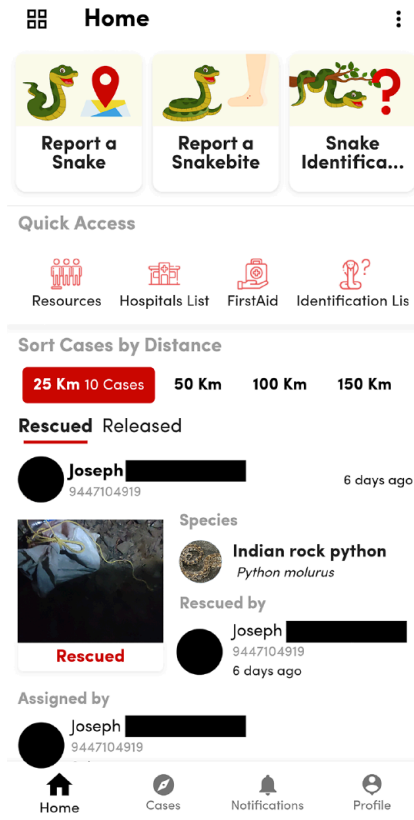 Home
Report a
Snake
Report a
Snakebite
Snake
Identifica...
?
Quick Access
?
Resources
Hospitals List
FirstAid
Identification Lis
Sort Cases by Distance
25 Km 10 Cases
50 Km
100 Km
150 Km
Rescued
Released
Joseph
9447104919
6 days ago
Species
Indian rock python
Python molurus
Rescued by
Joseph
9447104919
6 days ago
Rescued
Assigned by
Joseph
9447104919
Home
Cases
Notifications
Profile